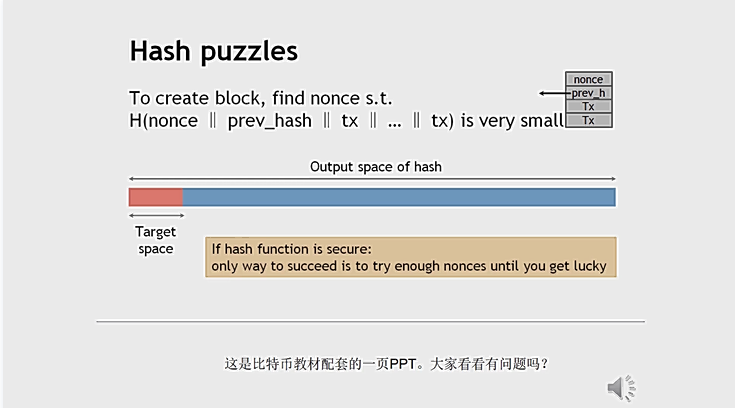 Hash puzzles
To create block, find nonce s.t.
H(nonce ‖ prev_hash ‖ tx ‖ … ‖ tx) is very small
nonce
prev_h
Tx
Tx
Output space of hash
Target
space
If hash function is secure:
only way to succeed is to try enough nonces until you get lucky
这是比特币教材配套的一页PPT。大家看看有问题吗？